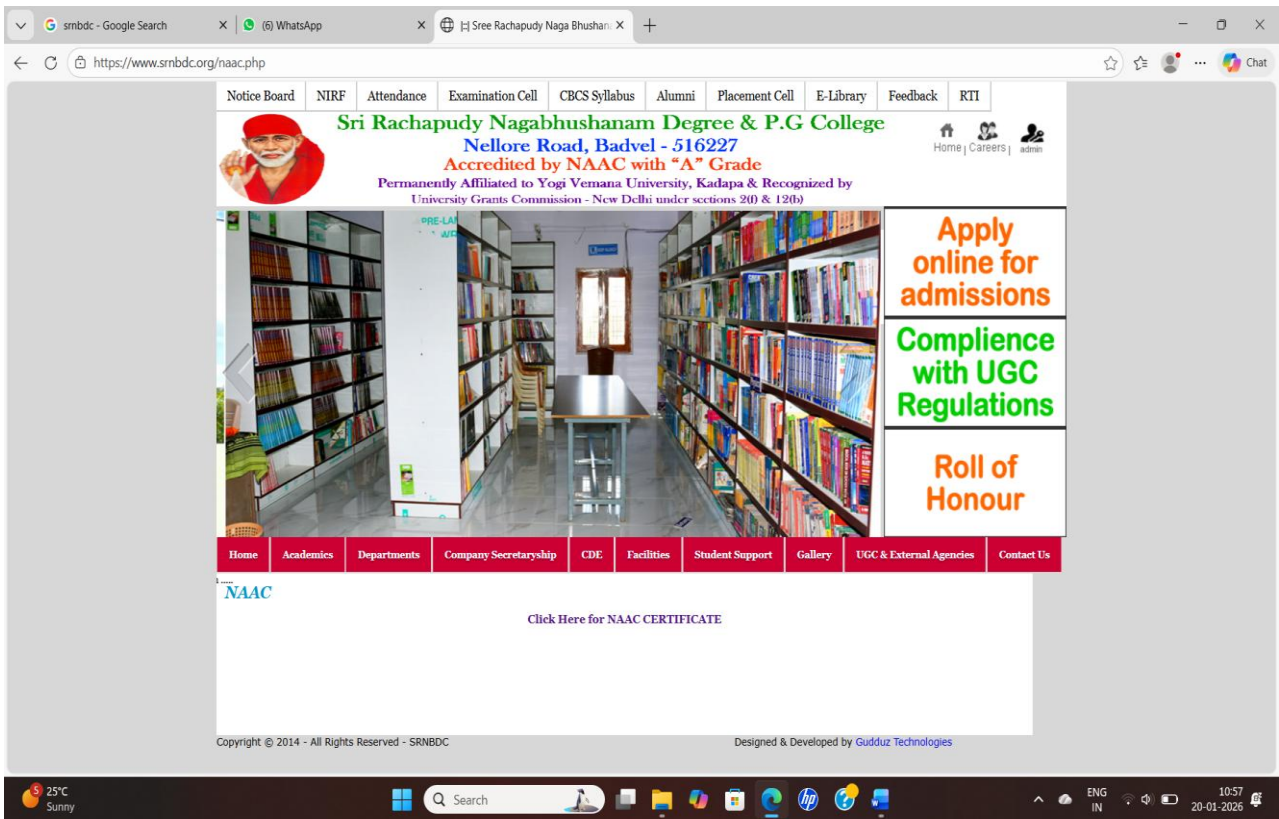 srnbdc - Google Search
(6) WhatsApp
Sree Rachapudy Naga Bhushana
https://www.srnbdc.org/naac.php
Chat
Notice Board NIRF Attendance Examination Cell CBCS Syllabus Alumni Placement Cell E-Library Feedback RTI
Sri Rachapudy Nagabhushanam Degree & P.G College
Nellore Road, Badvel - 516227
Accredited by NAAC with “A” Grade
Permanently Affiliated to Yogi Vemana University, Kadapa & Recognized by
University Grants Commission - New Delhi under sections 2(f) & 12(b)
Home | Careers | admin
Apply
online for
admissions
Complience
with UGC
Regulations
Roll of
Honour
Home Academics Departments Company Secretaryship CDE Facilities Student Support Gallery UGC & External Agencies Contact Us
NAAC
Click Here for NAAC CERTIFICATE
Copyright © 2014 - All Rights Reserved - SRNBDC
Designed & Developed by Gudduz Technologies
5
25°C
Sunny
Search
hp
ENG
IN
10:57
20-01-2026